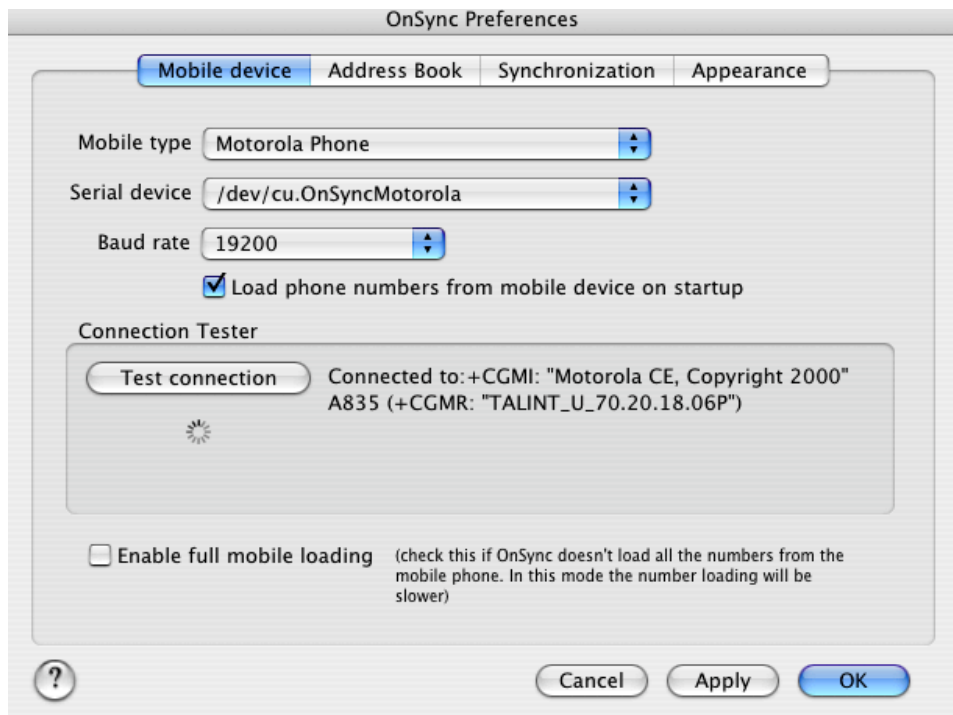 OnSync Preferences
Mobile device Address Book Synchronization Appearance
Mobile type Motorola Phone
Serial device /dev/cu.OnSyncMotorola
Baud rate 19200
Load phone numbers from mobile device on startup
Connection Tester
Test connection Connected to:+CGMI: "Motorola CE, Copyright 2000"
A835 (+CGMR: "TALINT_U_70.20.18.06P")
Enable full mobile loading (check this if OnSync doesn't load all the numbers from the
mobile phone. In this mode the number loading will be
slower)
? Cancel Apply OK